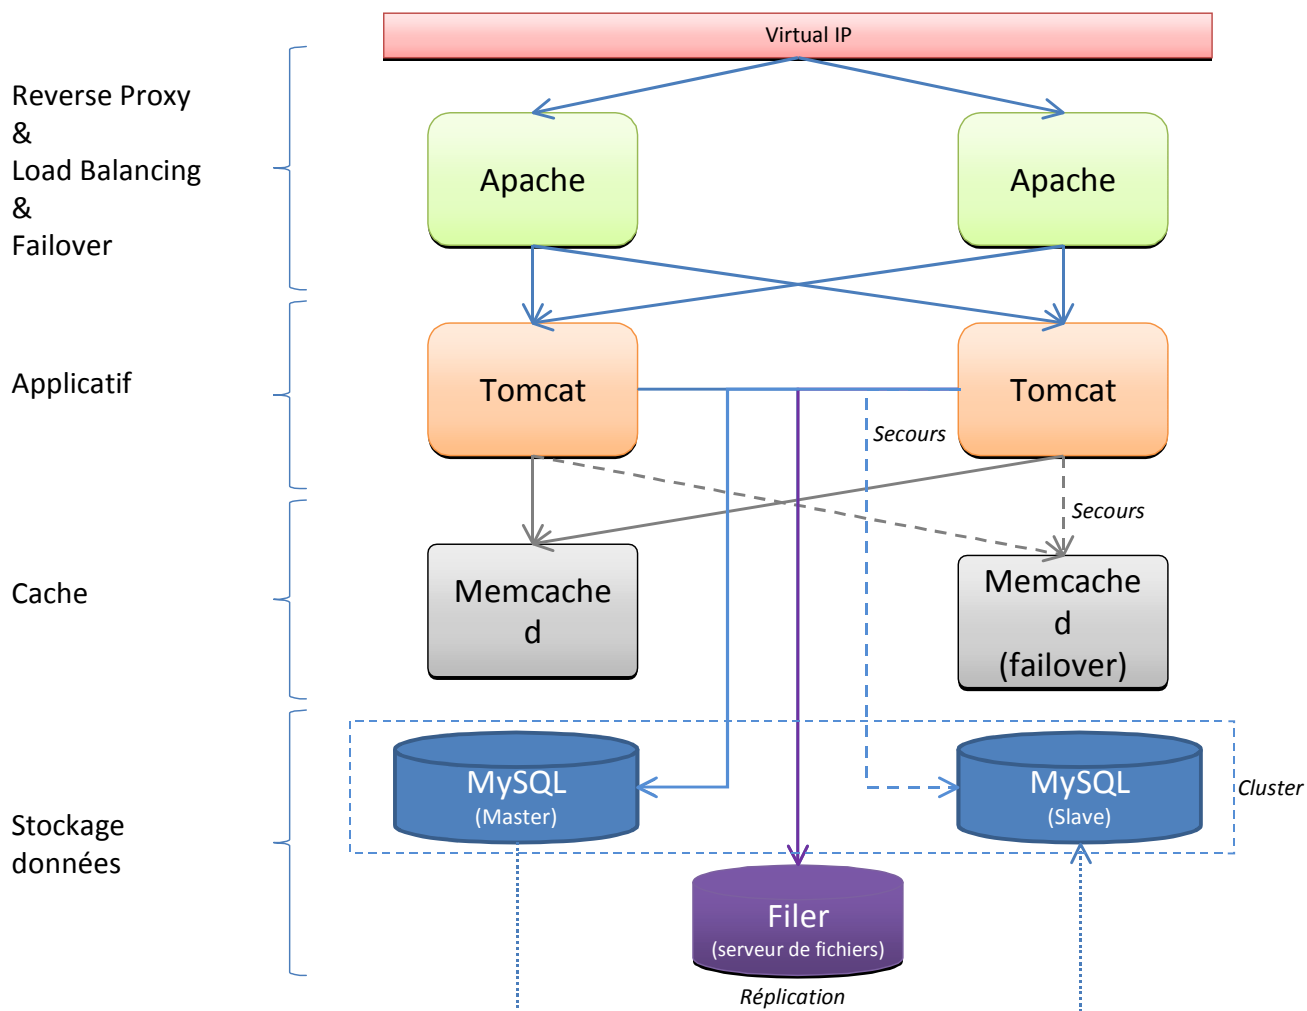 Virtual IP
Reverse Proxy
&
Load Balancing
&
Failover
Apache
Apache
Applicatif
Tomcat
Tomcat
Secours
Secours
Cache
Memcache
d
Memcache
d
(failover)
Stockage
données
MySQL
(Master)
MySQL
(Slave)
Cluster
Filer
(serveur de fichiers)
Réplication